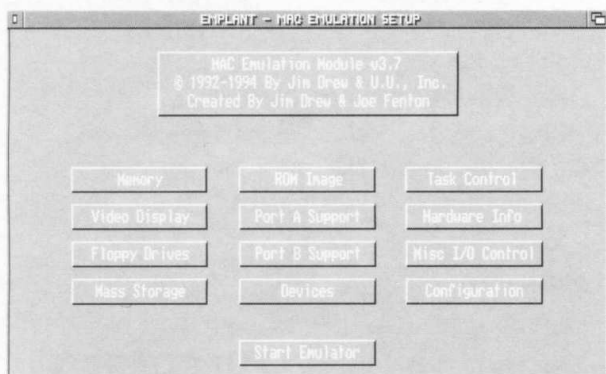 EMPLANT - MAC EMULATION SETUP
MAC Emulation Module v3.7
© 1992-1994 By Jim Drew & U.U., Inc.
Created By Jim Drew & Joe Fenton
Memory ROM Image Task Control
Video Display Port A Support Hardware Info
Floppy Drives Port B Support Misc I/O Control
Mass Storage Devices Configuration
Start Emulator